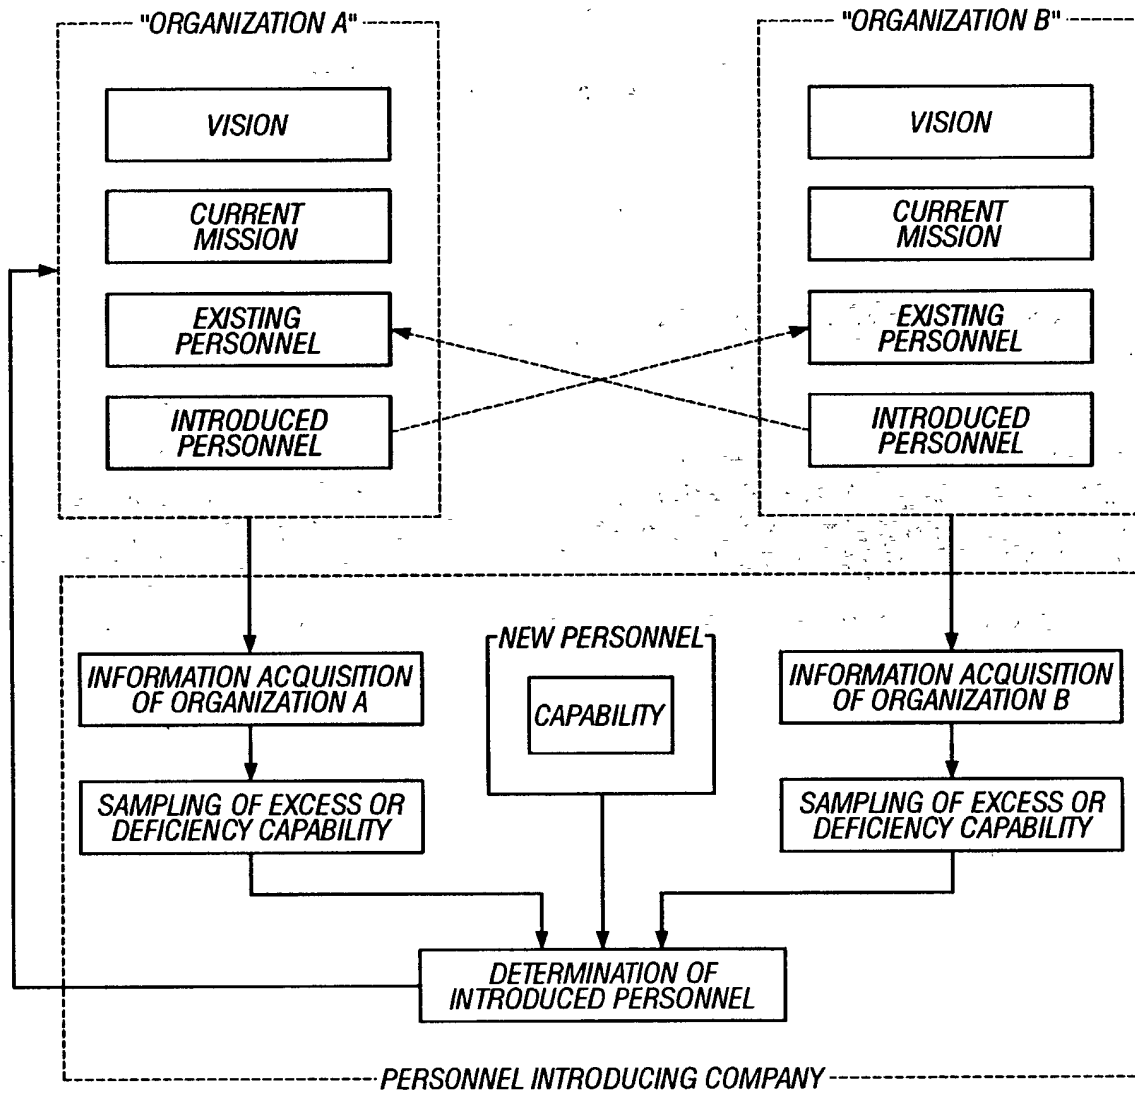 "ORGANIZATION A"
VISION
CURRENT
MISSION
EXISTING
PERSONNEL
INTRODUCED
PERSONNEL
"ORGANIZATION B"
VISION
CURRENT
MISSION
EXISTING
PERSONNEL
INTRODUCED
PERSONNEL
INFORMATION ACQUISITION
OF ORGANIZATION A
SAMPLING OF EXCESS OR
DEFICIENCY CAPABILITY
NEW PERSONNEL
CAPABILITY
INFORMATION ACQUISITION
OF ORGANIZATION B
SAMPLING OF EXCESS OR
DEFICIENCY CAPABILITY
DETERMINATION OF
INTRODUCED PERSONNEL
PERSONNEL INTRODUCING COMPANY